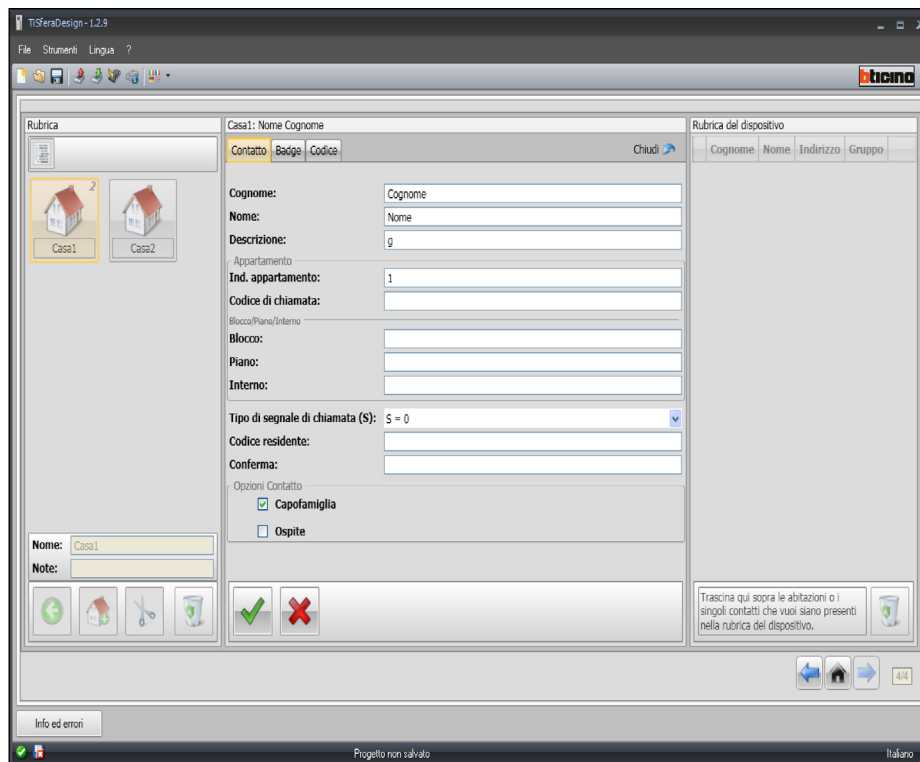 TiSferaDesign - 1.2.9
File Strumenti Lingua ?
bticino
Rubrica
2
Casa1
Casa2
Nome: Casa1
Note:
Casa1: Nome Cognome
Contatto Badge Codice Chiudi
Cognome: Cognome
Nome: Nome
Descrizione: g
Appartamento
Ind. appartamento: 1
Codice di chiamata:
Blocco/Piano/Interno
Blocco:
Piano:
Interno:
Tipo di segnale di chiamata (S): S = 0
Codice residente:
Conferma:
Opzioni Contatto
Capofamiglia
Ospite
Rubrica del dispositivo
Cognome Nome Indirizzo Gruppo
Trascina qui sopra le abitazioni o i
singoli contatti che vuoi siano presenti
nella rubrica del dispositivo.
4/4
Info ed errori
Progetto non salvato
Italiano